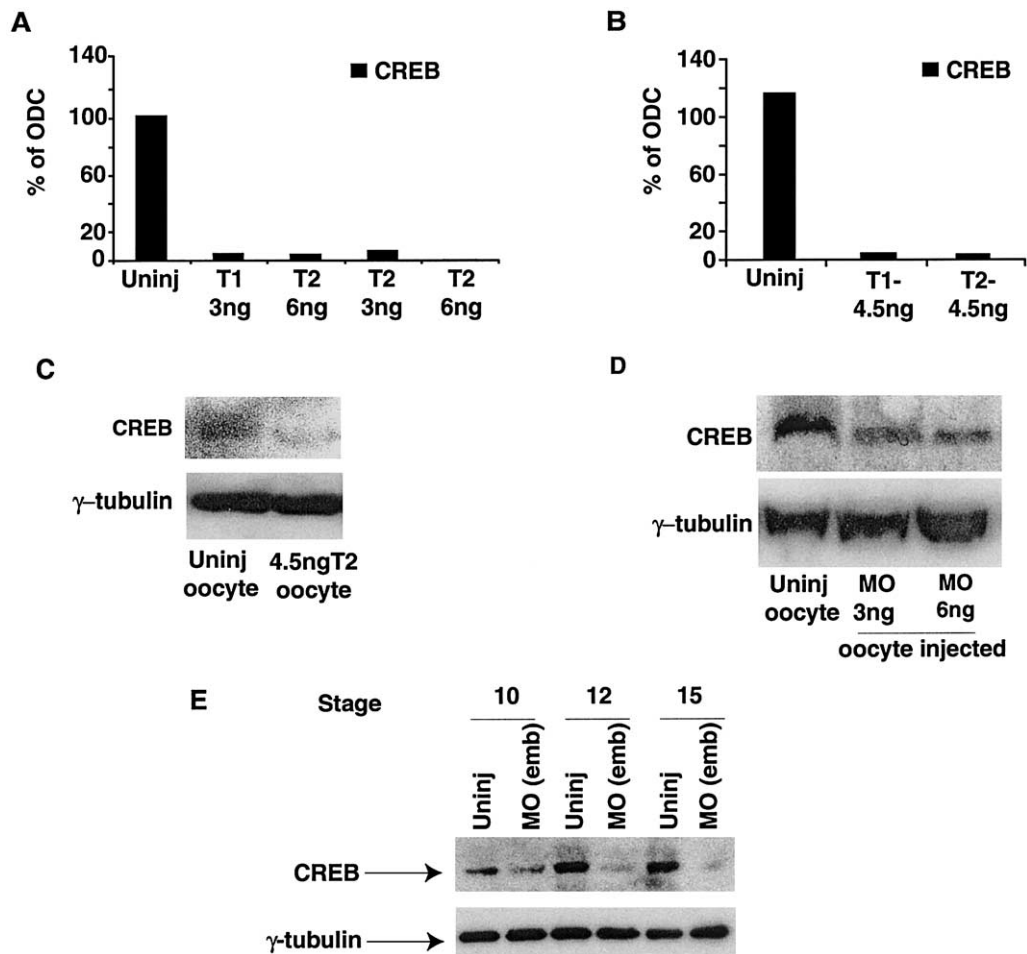 A
% of ODC
140
100
60
20
0
CREB
Uninj
T1
3ng
T2
6ng
T2
3ng
T2
6ng
B
% of ODC
140
100
60
20
0
CREB
Uninj
T1-
4.5ng
T2-
4.5ng
C
CREB
γ–tubulin
Uninj
oocyte
4.5ngT2
oocyte
D
CREB
γ–tubulin
Uninj
oocyte
MO
3ng
MO
6ng
oocyte injected
E
Stage
10
12
15
Uninj
MO (emb)
Uninj
MO (emb)
Uninj
MO (emb)
CREB
γ-tubulin